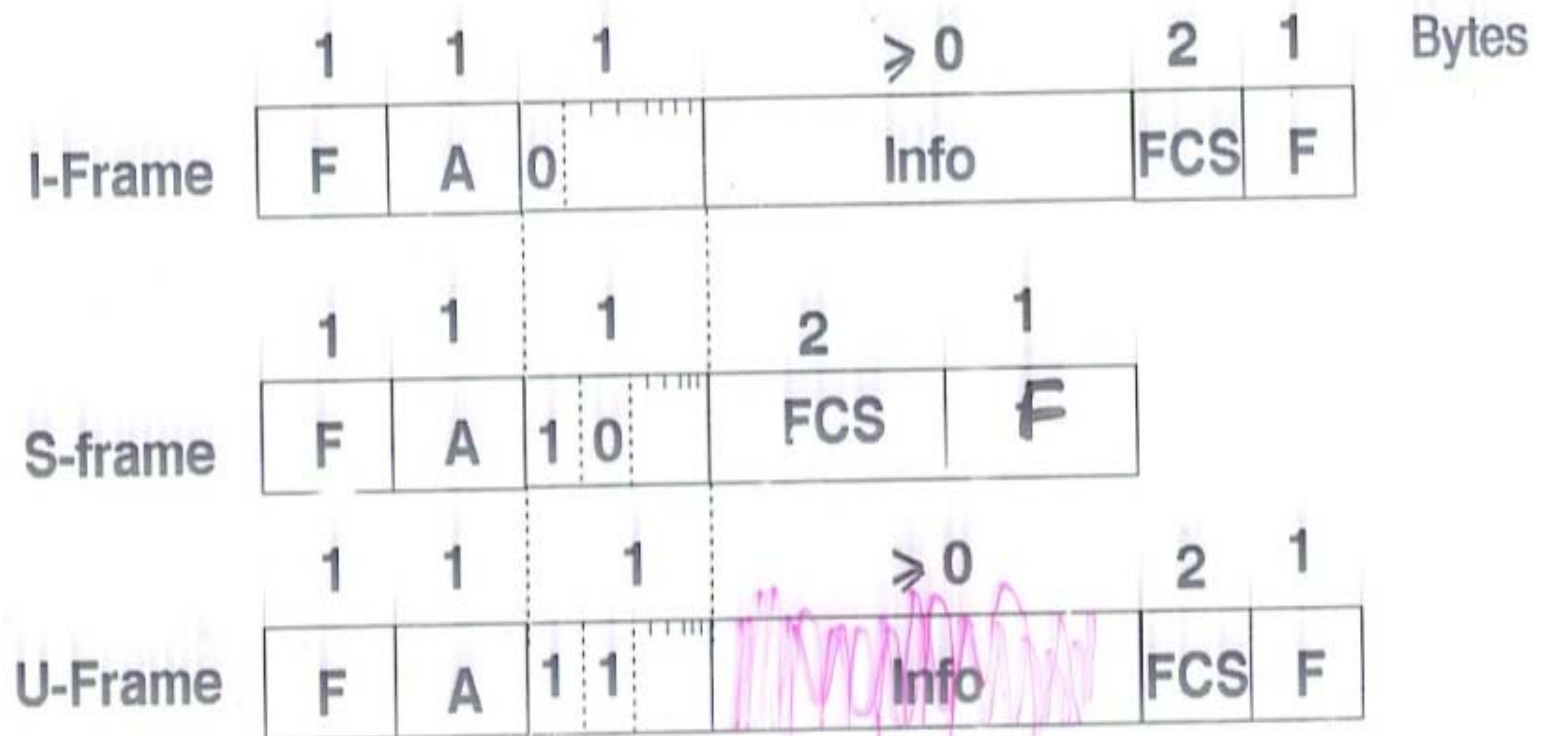 1 1 1 ⩾ 0 2 1 Bytes
I-Frame F A 0 Info FCS F
1 1 1 2 1
S-frame F A 1 0 FCS F
1 1 1 ⩾ 0 2 1
U-Frame F A 1 1 Info FCS F